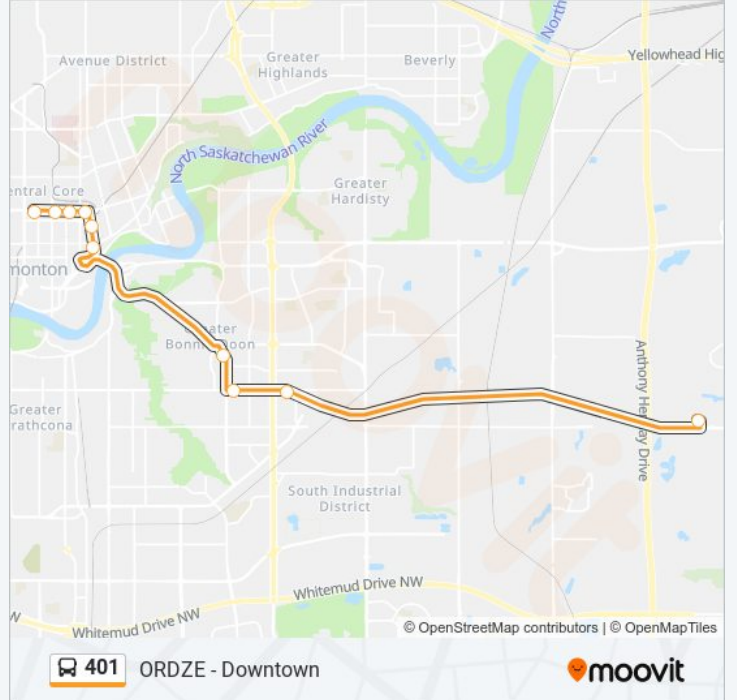 North
Avenue District
Greater
Highlands
Beverly
Yellowhead Hig
North Saskatchewan River
entral Core
Greater
Hardisty
monton
Greater
Bonnie Doon
Anthony Henday Drive
Greater
rathcona
South Industrial
District
Whitemud Drive NW
W
Whitemud Drive NW
© OpenStreetMap contributors | © OpenMapTiles
401 ORDZE - Downtown
moovit